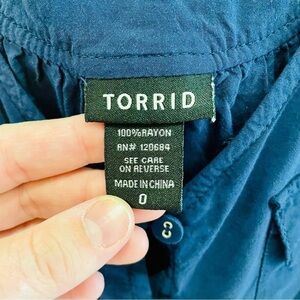 TORRID
100%RAYON
RN# 120684
SEE CARE
ON REVERSE
MADE IN CHINA
0